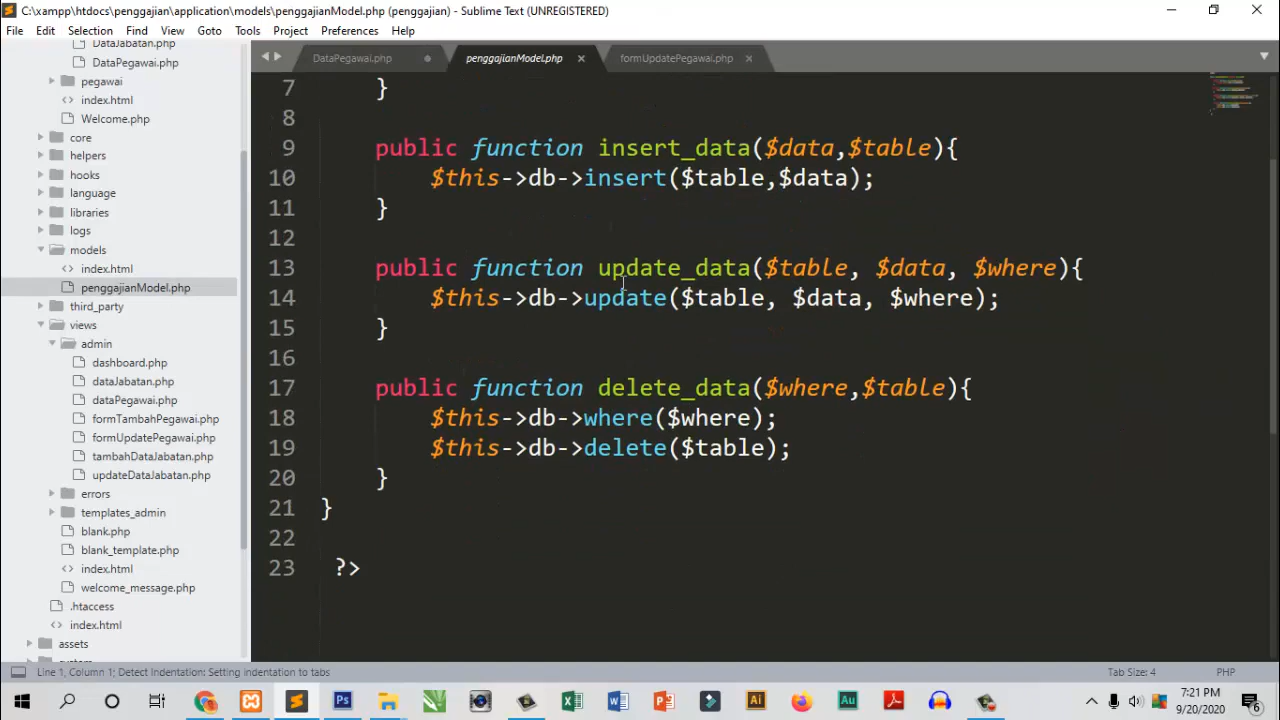 C:\xampp\htdocs\penggajian\application\models\penggajianModel.php (penggajian) - Sublime Text (UNREGISTERED)
File Edit Selection Find View Goto Tools Project Preferences Help
DataJabatan.php
DataPegawai.php
pegawai
index.html
Welcome.php
core
helpers
hooks
language
libraries
logs
models
index.html
penggajianModel.php
third_party
views
admin
dashboard.php
dataJabatan.php
dataPegawai.php
formTambahPegawai.php
formUpdatePegawai.php
tambahDataJabatan.php
updateDataJabatan.php
errors
templates_admin
blank.php
blank_template.php
index.html
welcome_message.php
.htaccess
index.html
assets
DataPegawai.php penggajianModel.php formUpdatePegawai.php
7 }
8
9 public function insert_data($data,$table){
10 $this->db->insert($table,$data);
11 }
12
13 public function update_data($table, $data, $where){
14 $this->db->update($table, $data, $where);
15 }
16
17 public function delete_data($where,$table){
18 $this->db->where($where);
19 $this->db->delete($table);
20 }
21 }
22
23 ?>
Line 1, Column 1; Detect Indentation: Setting indentation to tabs Tab Size: 4 PHP
7:21 PM
9/20/2020
6